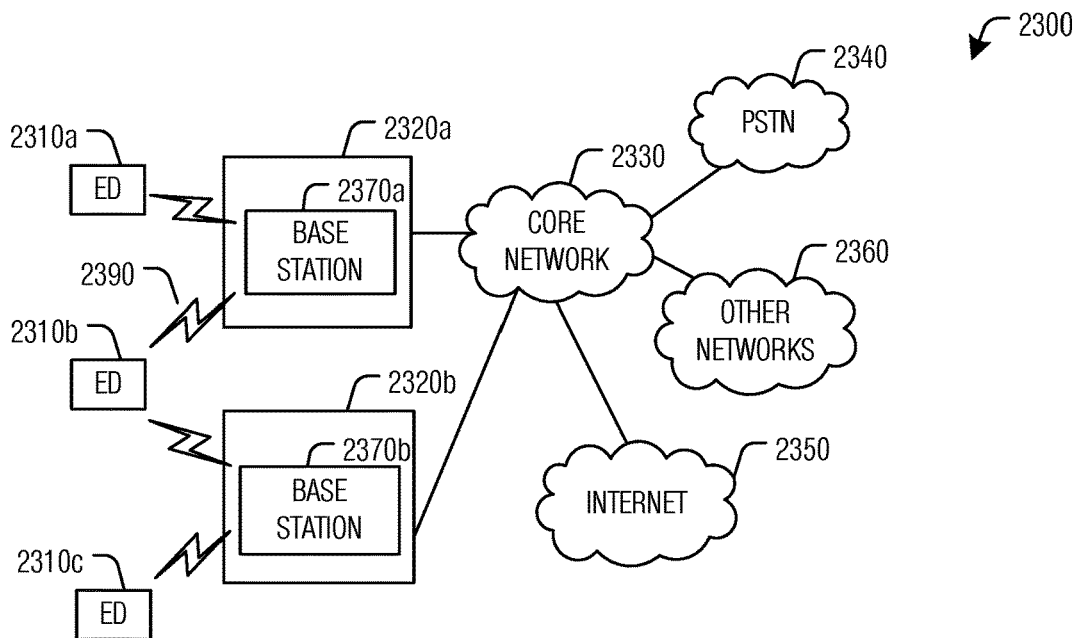 2300
2340
PSTN
2310a
ED
2320a
2370a
BASE
STATION
2330
CORE
NETWORK
2360
OTHER
NETWORKS
2390
2310b
ED
2320b
2370b
BASE
STATION
2350
INTERNET
2310c
ED